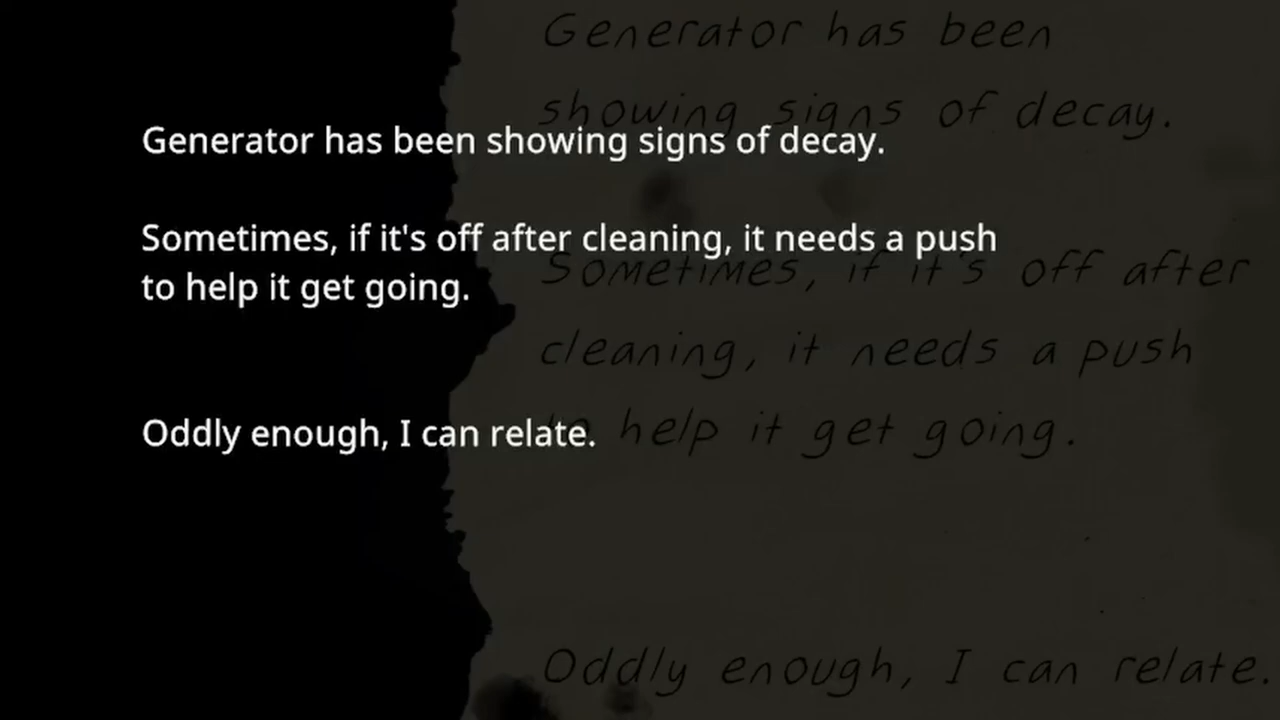 Generator has been
showing signs of decay.
Generator has been showing signs of decay.
Sometimes, if it's off after cleaning, it needs a push
to help it get going.
Sometimes, if it's off after
cleaning, it needs a push
to help it get going.
Oddly enough, I can relate.
Oddly enough, I can relate.